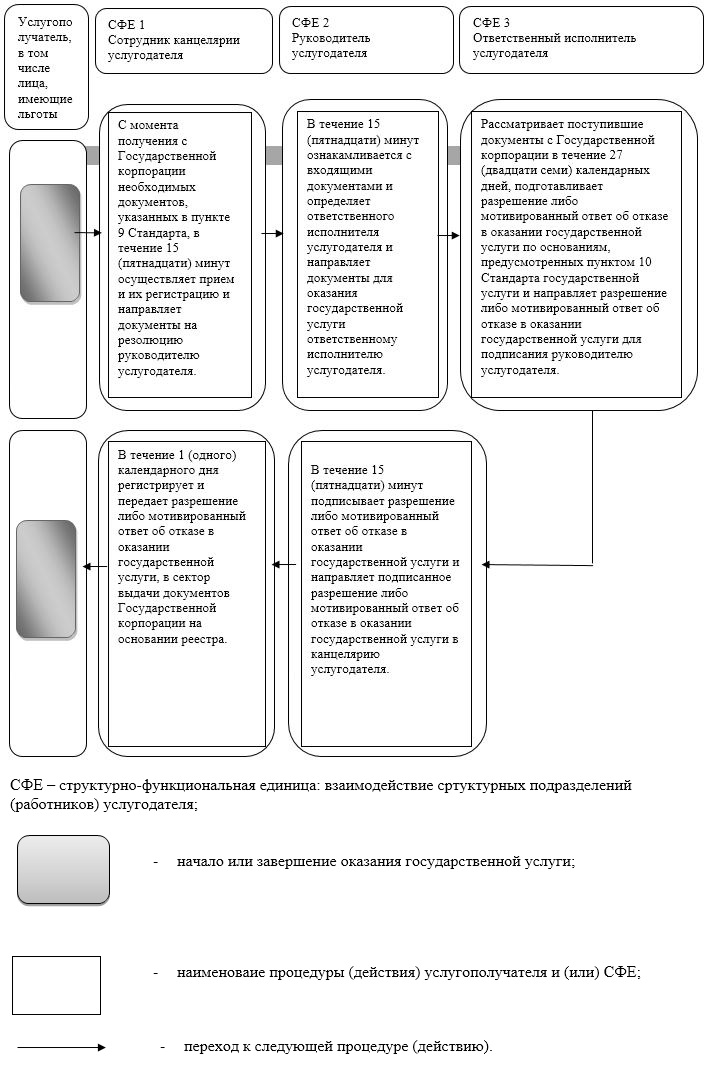 Услугопо
лучатель,
в том
числе
лица,
имеющие
льготы
СФЕ 1
Сотрудник канцелярии
услугодателя
СФЕ 2
Руководитель
услугодателя
СФЕ 3
Ответственный исполнитель
услугодателя
С момента
получения с
Государственной
корпорации
необходимых
документов,
указанных в пункте
9 Стандарта, в
течение 15
(пятнадцати) минут
осуществляет прием
и их регистрацию и
направляет
документы на
резолюцию
руководителю
услугодателя.
В течение 15
(пятнадцати) минут
ознакамливается с
входящими
документами и
определяет
ответственного
исполнителя
услугодателя и
направляет
документы для
оказания
государственной
услуги
ответственному
исполнителю
услугодателя.
Рассматривает поступившие
документы с Государственной
корпорации в течение 27
(двадцати семи) календарных
дней, подготавливает
разрешение либо
мотивированный ответ об отказе
в оказании государственной
услуги по основаниям,
предусмотренных пунктом 10
Стандарта государственной
услуги и направляет разрешение
либо мотивированный ответ об
отказе в оказании
государственной услуги для
подписания руководителю
услугодателя.
В течение 1 (одного)
календарного дня
регистрирует и
передает разрешение
либо мотивированный
ответ об отказе в
оказании
государственной
услуги, в сектор
выдачи документов
Государственной
корпорации на
основании реестра.
В течение 15
(пятнадцати) минут
подписывает разрешение
либо мотивированный
ответ об отказе в
оказании
государственной услуги и
направляет подписанное
разрешение либо
мотивированный ответ об
отказе в оказании
государственной услуги в
канцелярию
услугодателя.
СФЕ – структурно-функциональная единица: взаимодействие сртуктурных подразделений
(работников) услугодателя;
- начало или завершение оказания государственной услуги;
- наименоваие процедуры (действия) услугополучателя и (или) СФЕ;
- переход к следующей процедуре (действию).